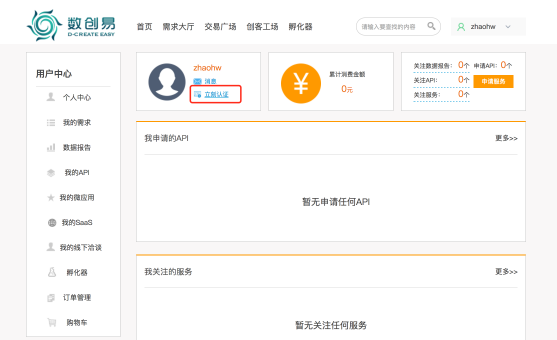 数创易
D-CREATE EASY
首页 需求大厅 交易广场 创客工场 孵化器
请输入要查找的内容
zhaohw
用户中心
个人中心
我的需求
数据报告
我的API
我的微应用
我的SaaS
我的线下洽谈
孵化器
订单管理
购物车
zhaohw
消息
立刻认证
累计消费金额
0元
关注数据报告: 0个 申请API: 0个
关注API: 0个 申请服务
关注服务: 0个
我申请的API 更多>>
暂无申请任何API
我关注的服务 更多>>
暂无关注任何服务